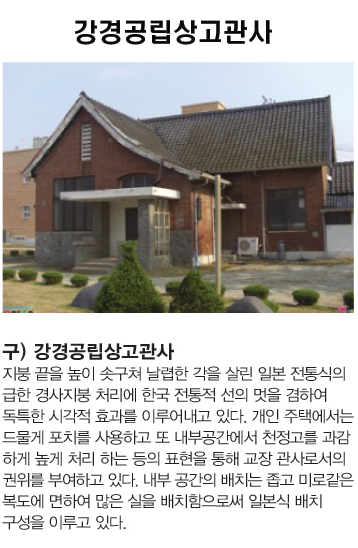 강경공립상고관사
구) 강경공립상고관사
지붕 끝을 높이 솟구쳐 날렵한 각을 살린 일본 전통식의
급한 경사지붕 처리에 한국 전통적 선의 멋을 겸하여
독특한 시각적 효과를 이루어내고 있다. 개인 주택에서는
드물게 포치를 사용하고 또 내부공간에서 천정고를 과감
하게 높게 처리 하는 등의 표현을 통해 교장 관사로서의
권위를 부여하고 있다. 내부 공간의 배치는 좁고 미로같은
복도에 면하여 많은 실을 배치함으로써 일본식 배치
구성을 이루고 있다.